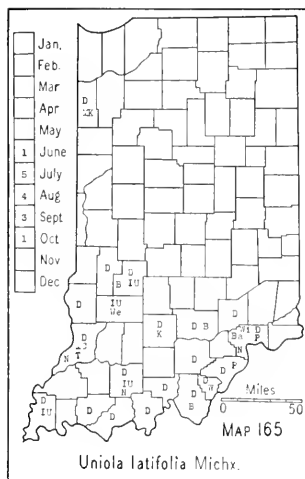 Jan.
Feb.
Mar
Apr
May
1 June
5 July
4 Aug
3 Sept
1 Oct
Nov
Dec
D
D
D
B IU
IU
We
D
D
K
D B
D
D
P
N
D
IU
N
D
P
D
D
IU
D
D
D
D
B
Miles
0 50
MAP 165
Uniola latifolia Michx.